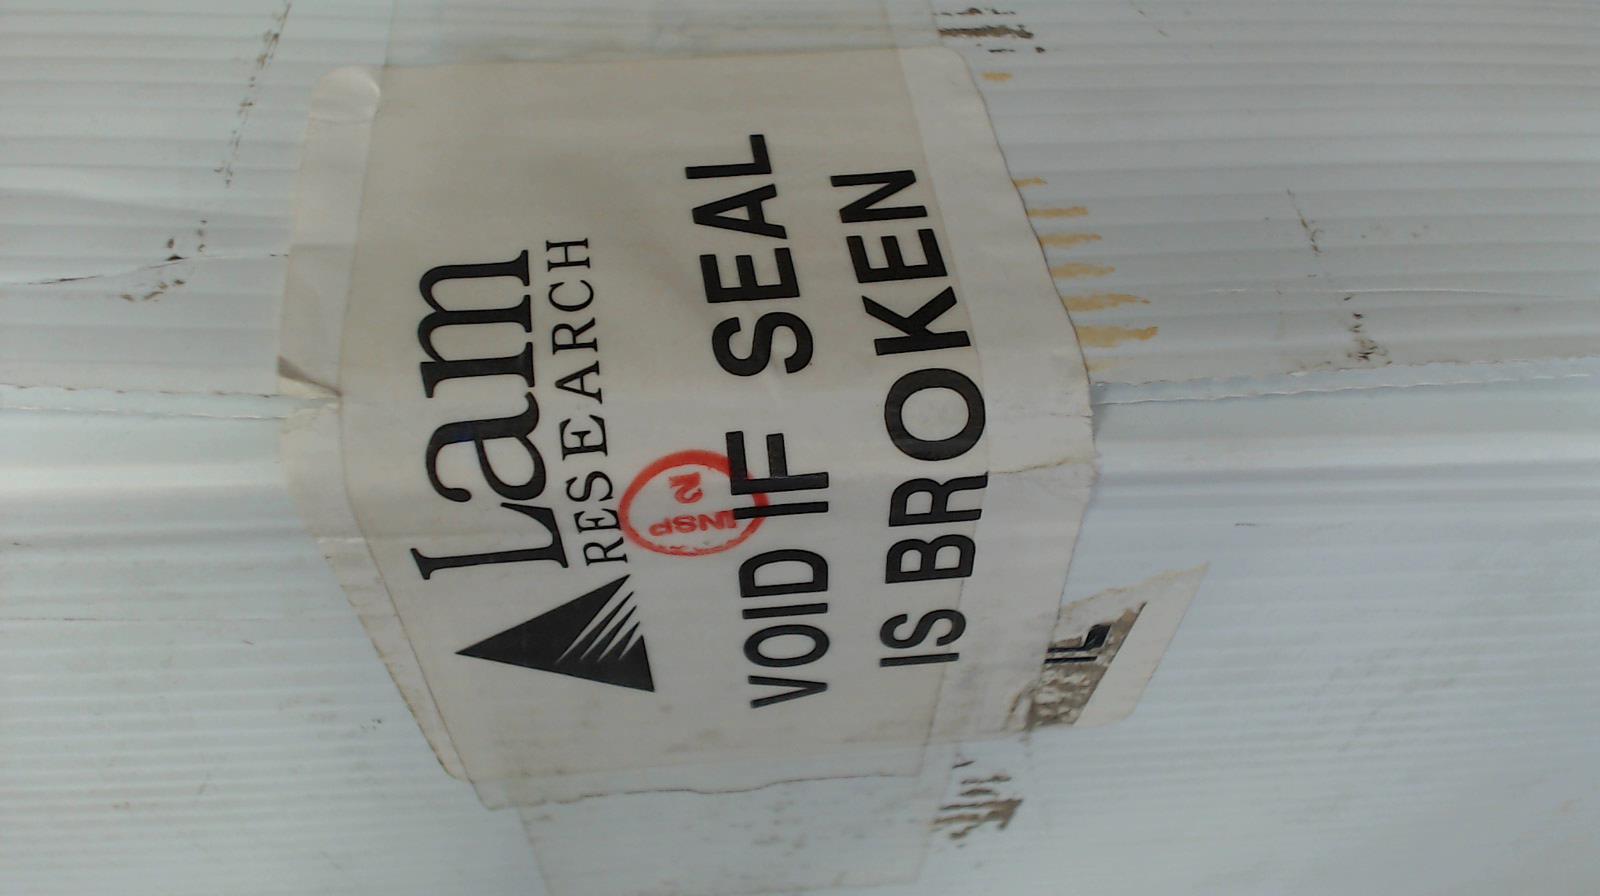 Lam
RESEARCH
INSP
2
VOID IF SEAL
IS BROKEN